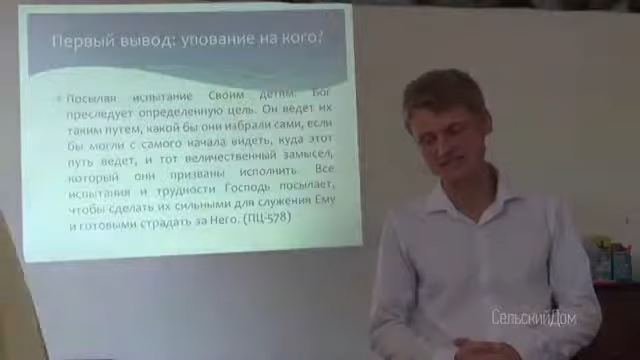 Первый вывод: упование на кого?
Посылая испытание Своим детям, Бог
преследует определенную цель. Он ведет их
таким путем, какой бы они избрали сами, если
бы могли с самого начала видеть, куда этот
путь ведет, и тот величественный замысел,
который они призваны исполнить. Все
испытания и трудности Господь посылает,
чтобы сделать их сильными для служения Ему
и готовыми страдать за Него. (ПЦ-578)
СельскийДом